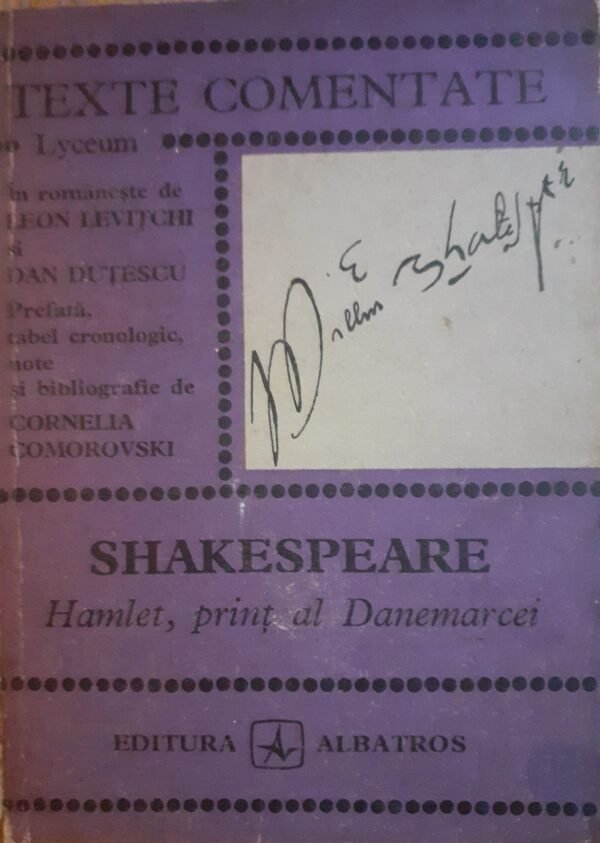 TEXTE COMENTATE
Lyceum
În românește de
LEON LEVIȚCHI
și
DAN DUȚESCU
Prefață,
tabel cronologic,
note
și bibliografie de
CORNELIA
COMOROVSKI
SHAKESPEARE
Hamlet, prinț al Danemarcei
EDITURA ALBATROS